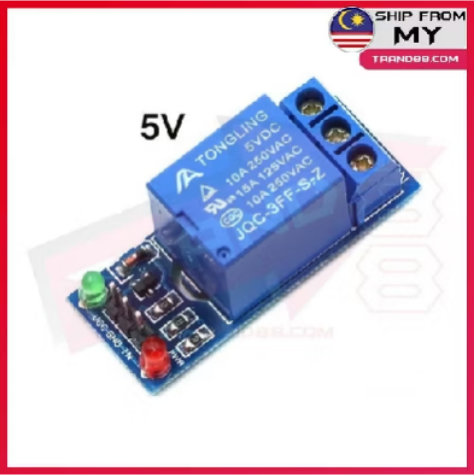 SHIP FROM
MY
TRAND88.COM
5V
TONGLING
5VDC
10A 250VAC
15A 125VAC
10A 250VAC
JQC-3FF-S-Z